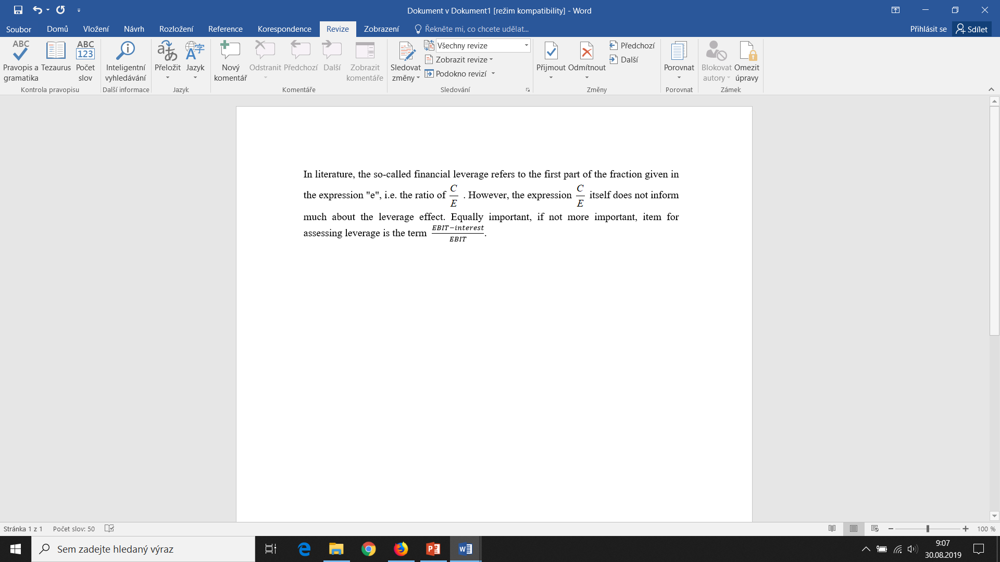 Dokument v Dokument1 [režim kompatibility] - Word
Soubor Domů Vložení Návrh Rozložení Reference Korespondence Revize Zobrazení Řekněte mi, co chcete udělat... Přihlásit se Sdílet
ABC
Pravopis a
gramatika
Tezaurus
ABC
123
Počet
slov
Kontrola pravopisu
Inteligentní
vyhledávání
Další informace
Přeložit
Jazyk
Jazyk
Nový
komentář
Odstranit
Předchozí
Další
Zobrazit
komentáře
Komentáře
Sledovat
změny
Všechny revize
Zobrazit revize
Podokno revizí
Sledování
Přijmout
Odmítnout
Předchozí
Další
Změny
Porovnat
Porovnat
Blokovat
autory
Omezit
úpravy
Zámek
In literature, the so-called financial leverage refers to the first part of the fraction given in
the expression "e", i.e. the ratio of C/E . However, the expression C/E itself does not inform
much about the leverage effect. Equally important, if not more important, item for
assessing leverage is the term EBIT−interest/EBIT.
Stránka 1 z 1 Počet slov: 50 100 %
Sem zadejte hledaný výraz
9:07
30.08.2019